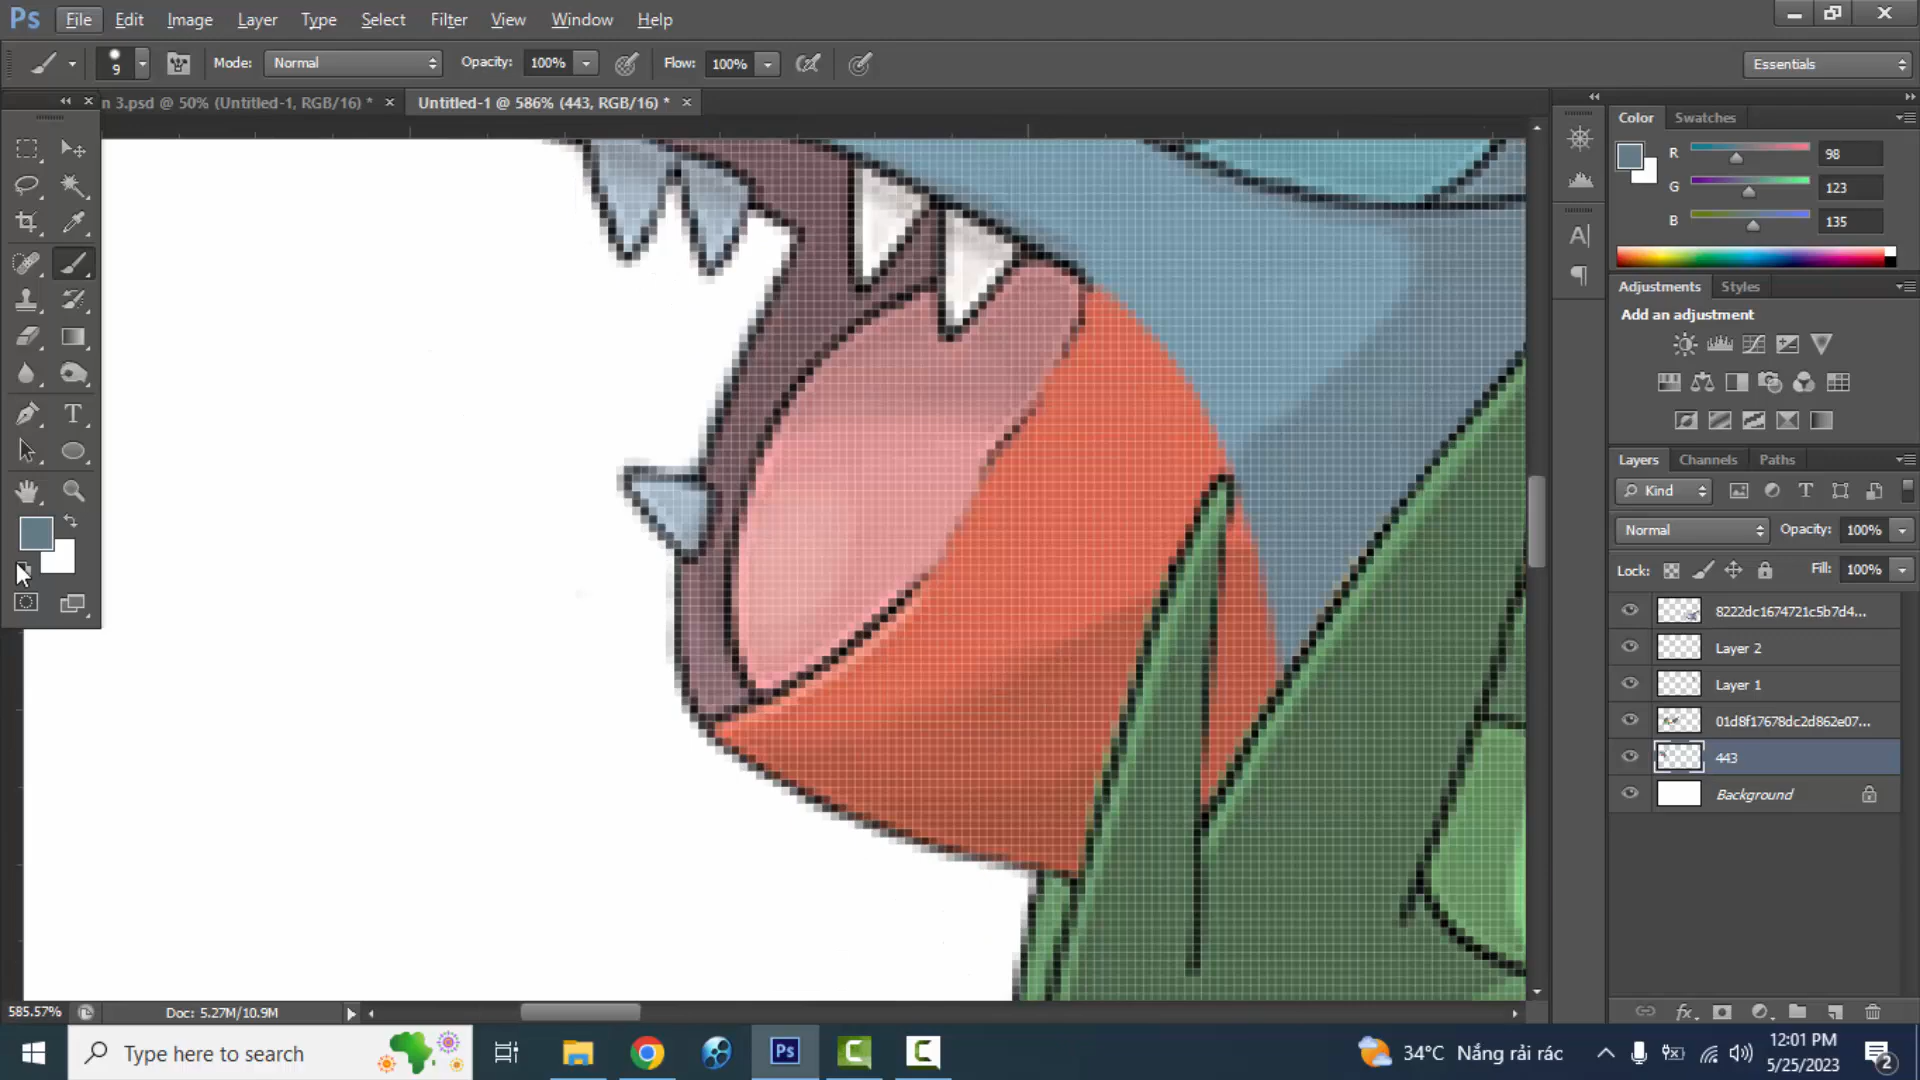 Ps File Edit Image Layer Type Select Filter View Window Help
9 Mode: Normal Opacity: 100% Flow: 100% Essentials
n 3.psd @ 50% (Untitled-1, RGB/16) * × Untitled-1 @ 586% (443, RGB/16) * ×
Color Swatches
R 98
G 123
B 135
Adjustments Styles
Add an adjustment
Layers Channels Paths
Kind T
Normal Opacity: 100%
Lock: Fill: 100%
8222dc1674721c5b7d4...
Layer 2
Layer 1
01d8f17678dc2d862e07...
443
Background
585.57% Doc: 5.27M/10.9M
Type here to search
34°C Nắng rải rác
12:01 PM
5/25/2023
2